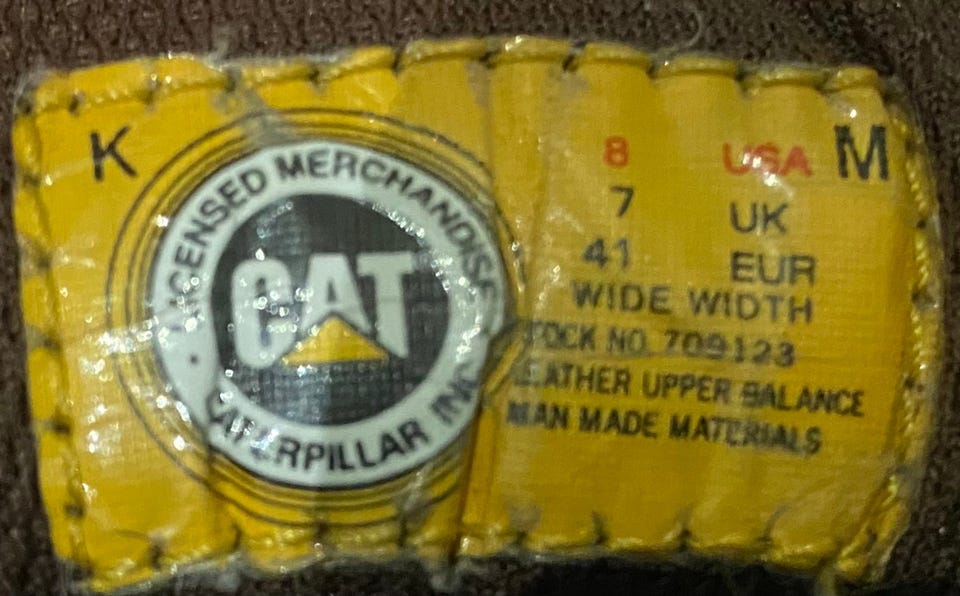 K
LICENSED MERCHANDISE
CAT
CATERPILLAR INC
8 USA M
7 UK
41 EUR
WIDE WIDTH
STOCK NO. 709123
LEATHER UPPER BALANCE
MAN MADE MATERIALS